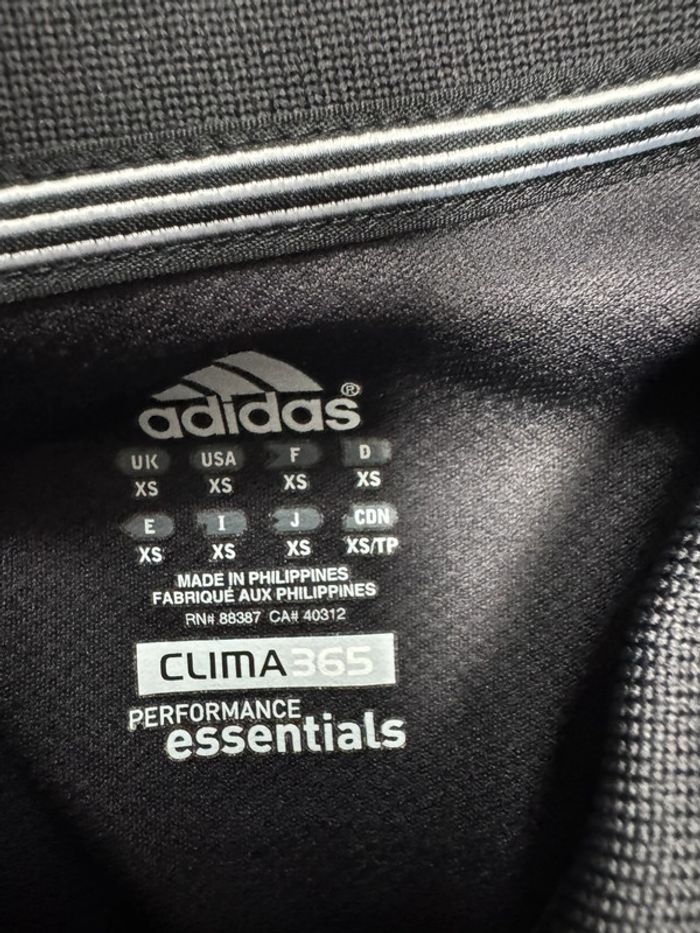 adidas®
UK USA F D
XS XS XS XS
E I J CDN
XS XS XS XS/TP
MADE IN PHILIPPINES
FABRIQUÉ AUX PHILIPPINES
RN# 88387 CA# 40312
CLIMA365
PERFORMANCE
essentials